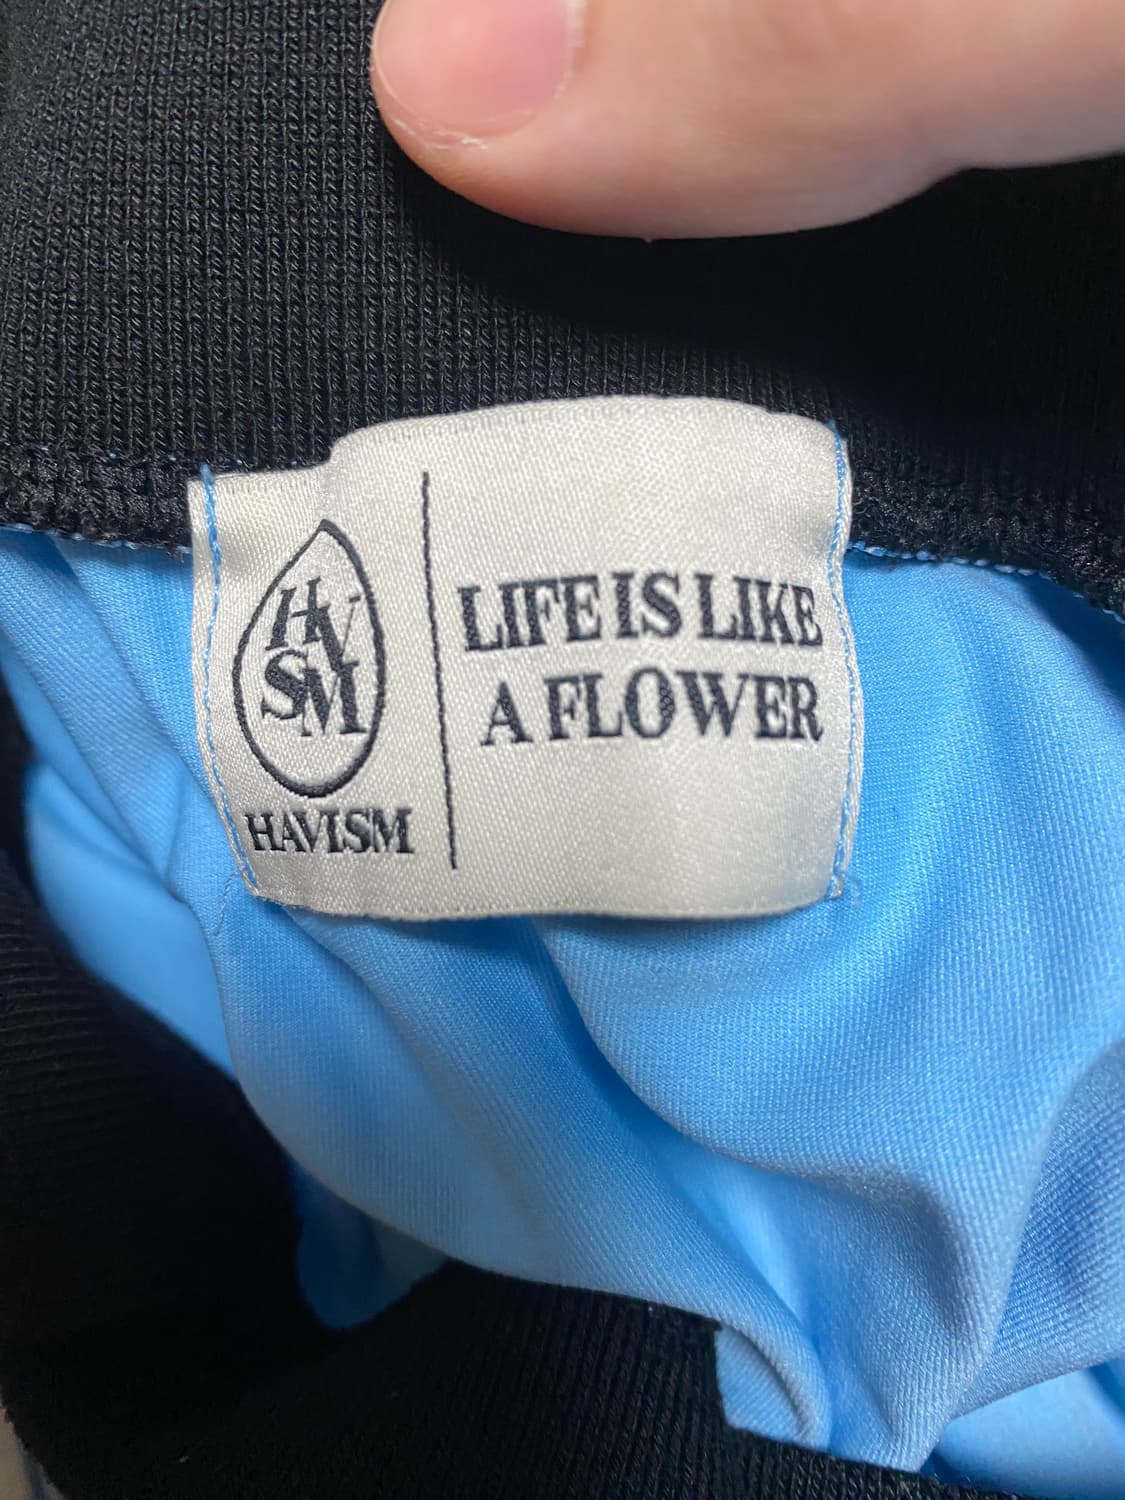 HV
SM
HAVISM
LIFE IS LIKE
A FLOWER